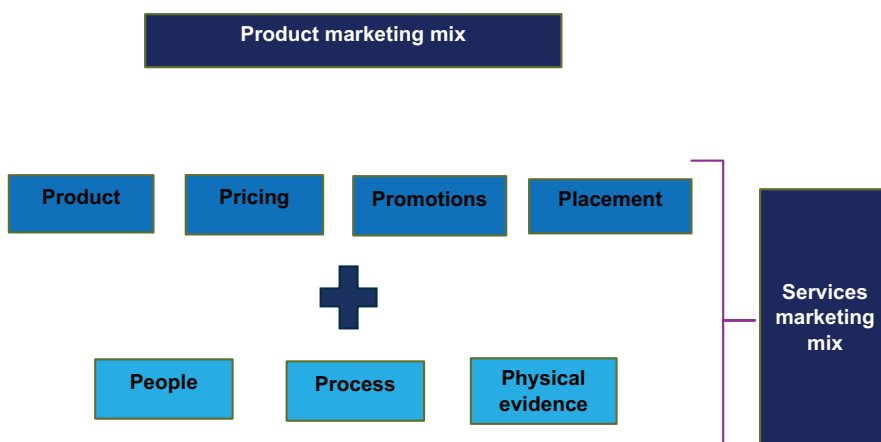 Product marketing mix
Product
Pricing
Promotions
Placement
Services
marketing
mix
People
Process
Physical
evidence